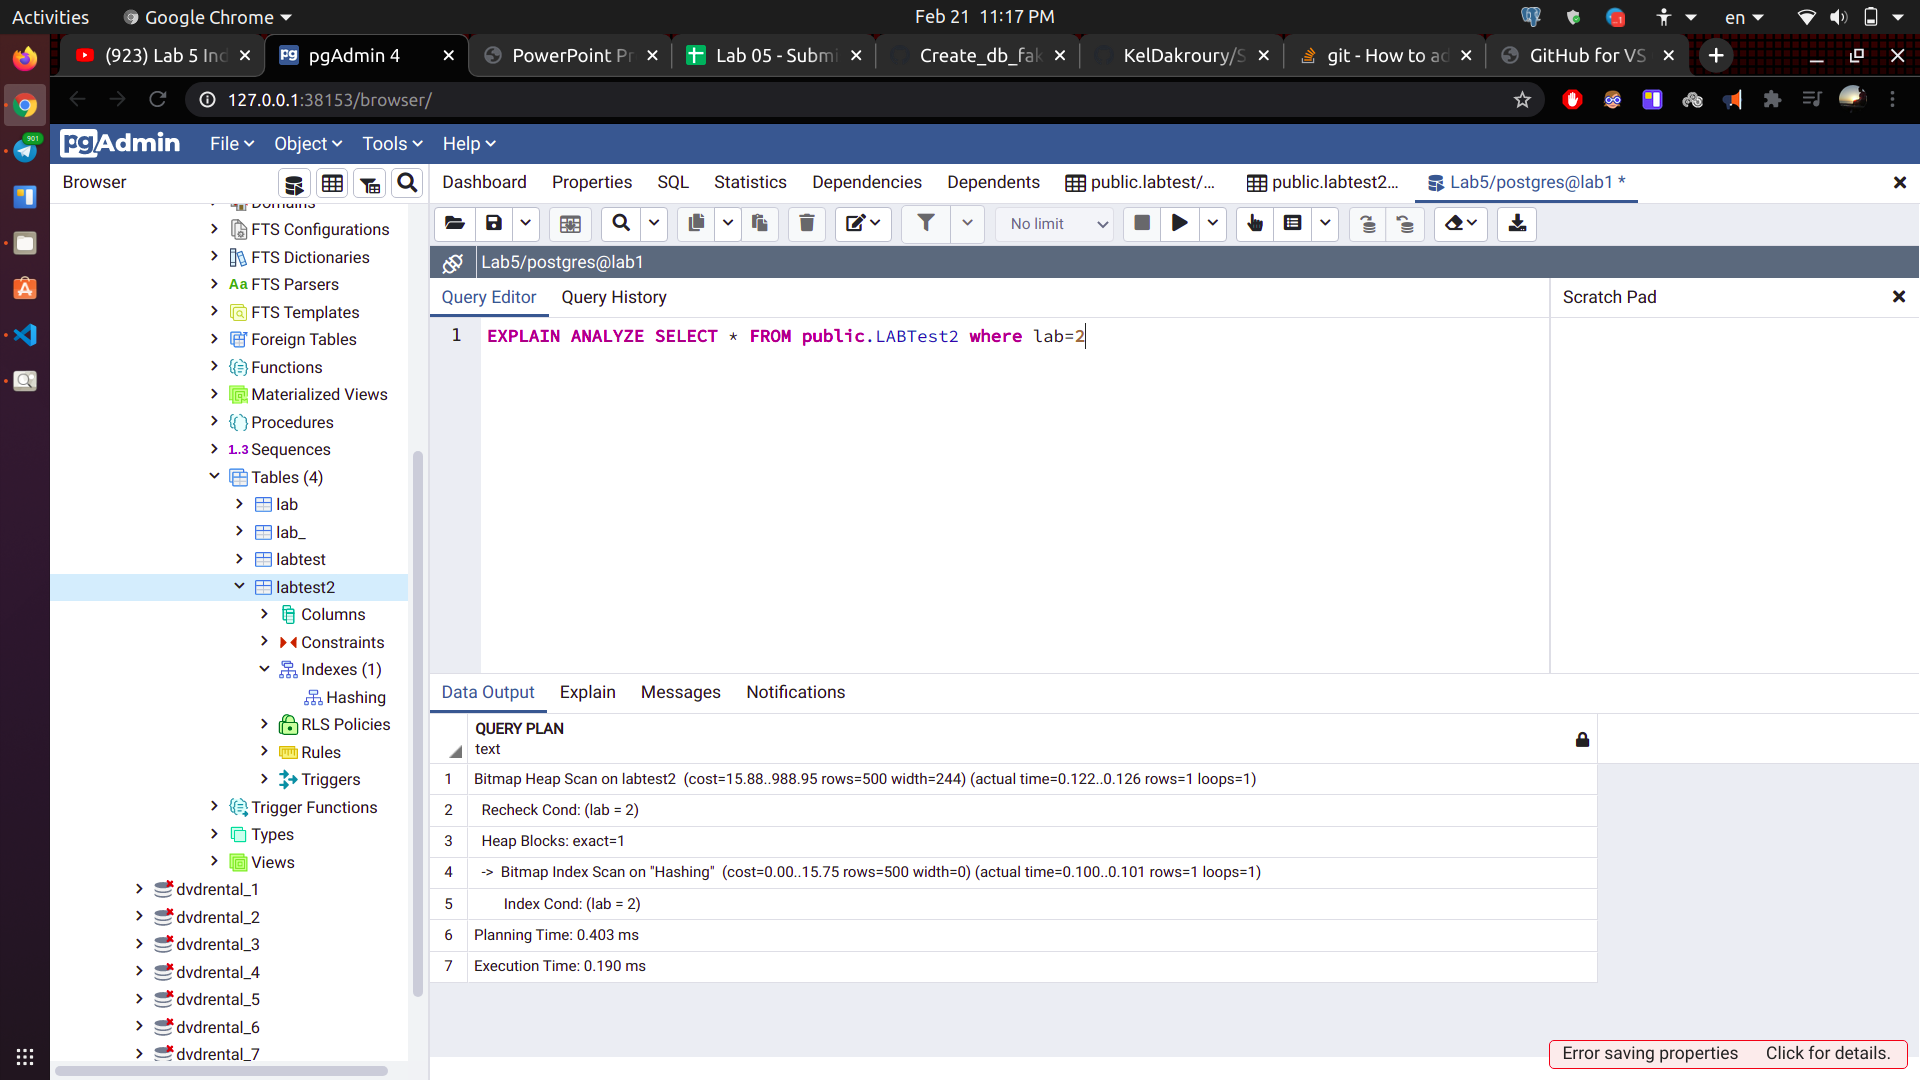 Activities
Google Chrome
Feb 21 11:17 PM
en
(923) Lab 5 Ind
pgAdmin 4
PowerPoint Pr
Lab 05 - Submi
Create_db_fak
KelDakroury/S
git - How to ad
GitHub for VS
127.0.0.1:38153/browser/
901
pgAdmin
File
Object
Tools
Help
Browser
Dashboard
Properties
SQL
Statistics
Dependencies
Dependents
public.labtest/...
public.labtest2...
Lab5/postgres@lab1 *
No limit
Lab5/postgres@lab1
Query Editor
Query History
Scratch Pad
1 EXPLAIN ANALYZE SELECT * FROM public.LABTest2 where lab=2
Domains
FTS Configurations
FTS Dictionaries
Aa FTS Parsers
FTS Templates
Foreign Tables
Functions
Materialized Views
Procedures
1..3 Sequences
Tables (4)
lab
lab_
labtest
labtest2
Columns
Constraints
Indexes (1)
Hashing
RLS Policies
Rules
Triggers
Trigger Functions
Types
Views
dvdrental_1
dvdrental_2
dvdrental_3
dvdrental_4
dvdrental_5
dvdrental_6
dvdrental_7
Data Output
Explain
Messages
Notifications
QUERY PLAN
text
1 Bitmap Heap Scan on labtest2 (cost=15.88..988.95 rows=500 width=244) (actual time=0.122..0.126 rows=1 loops=1)
2 Recheck Cond: (lab = 2)
3 Heap Blocks: exact=1
4 -> Bitmap Index Scan on "Hashing" (cost=0.00..15.75 rows=500 width=0) (actual time=0.100..0.101 rows=1 loops=1)
5 Index Cond: (lab = 2)
6 Planning Time: 0.403 ms
7 Execution Time: 0.190 ms
Error saving properties Click for details.